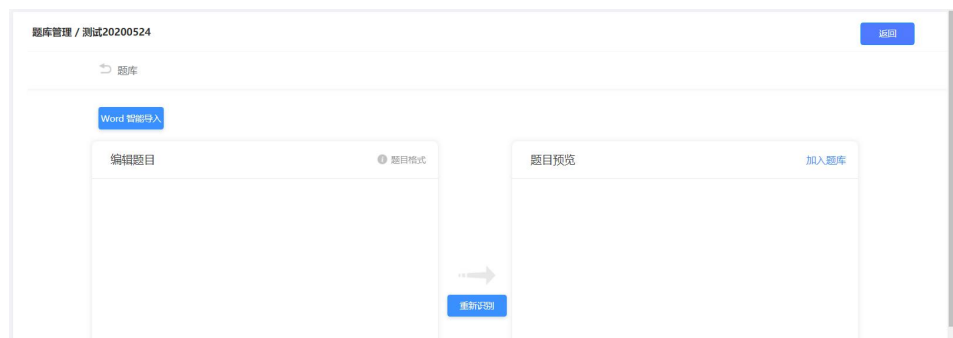 题库管理 / 测试20200524
返回
题库
Word 智能导入
编辑题目
题目格式
题目预览
加入题库
重新识别